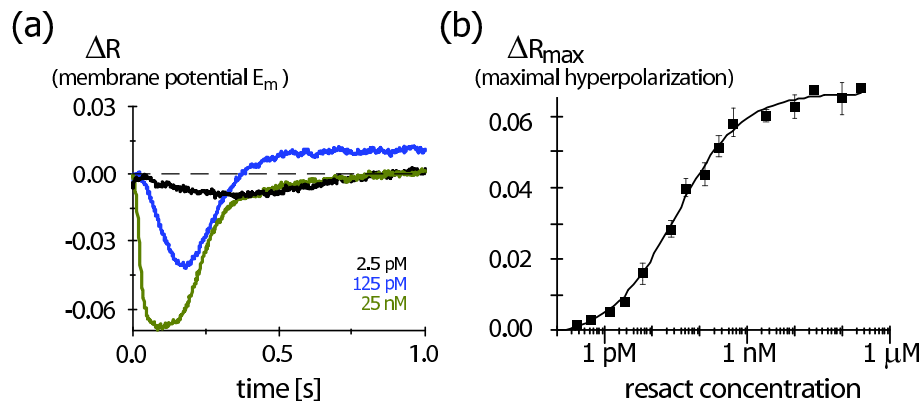 (a)
ΔR
(membrane potential Em)
0.03
0.00
-0.03
-0.06
2.5 pM
125 pM
25 nM
0.0
0.5
1.0
time [s]
(b)
ΔRmax
(maximal hyperpolarization)
0.06
0.04
0.02
0.00
1 pM
1 nM
1 μM
resact concentration